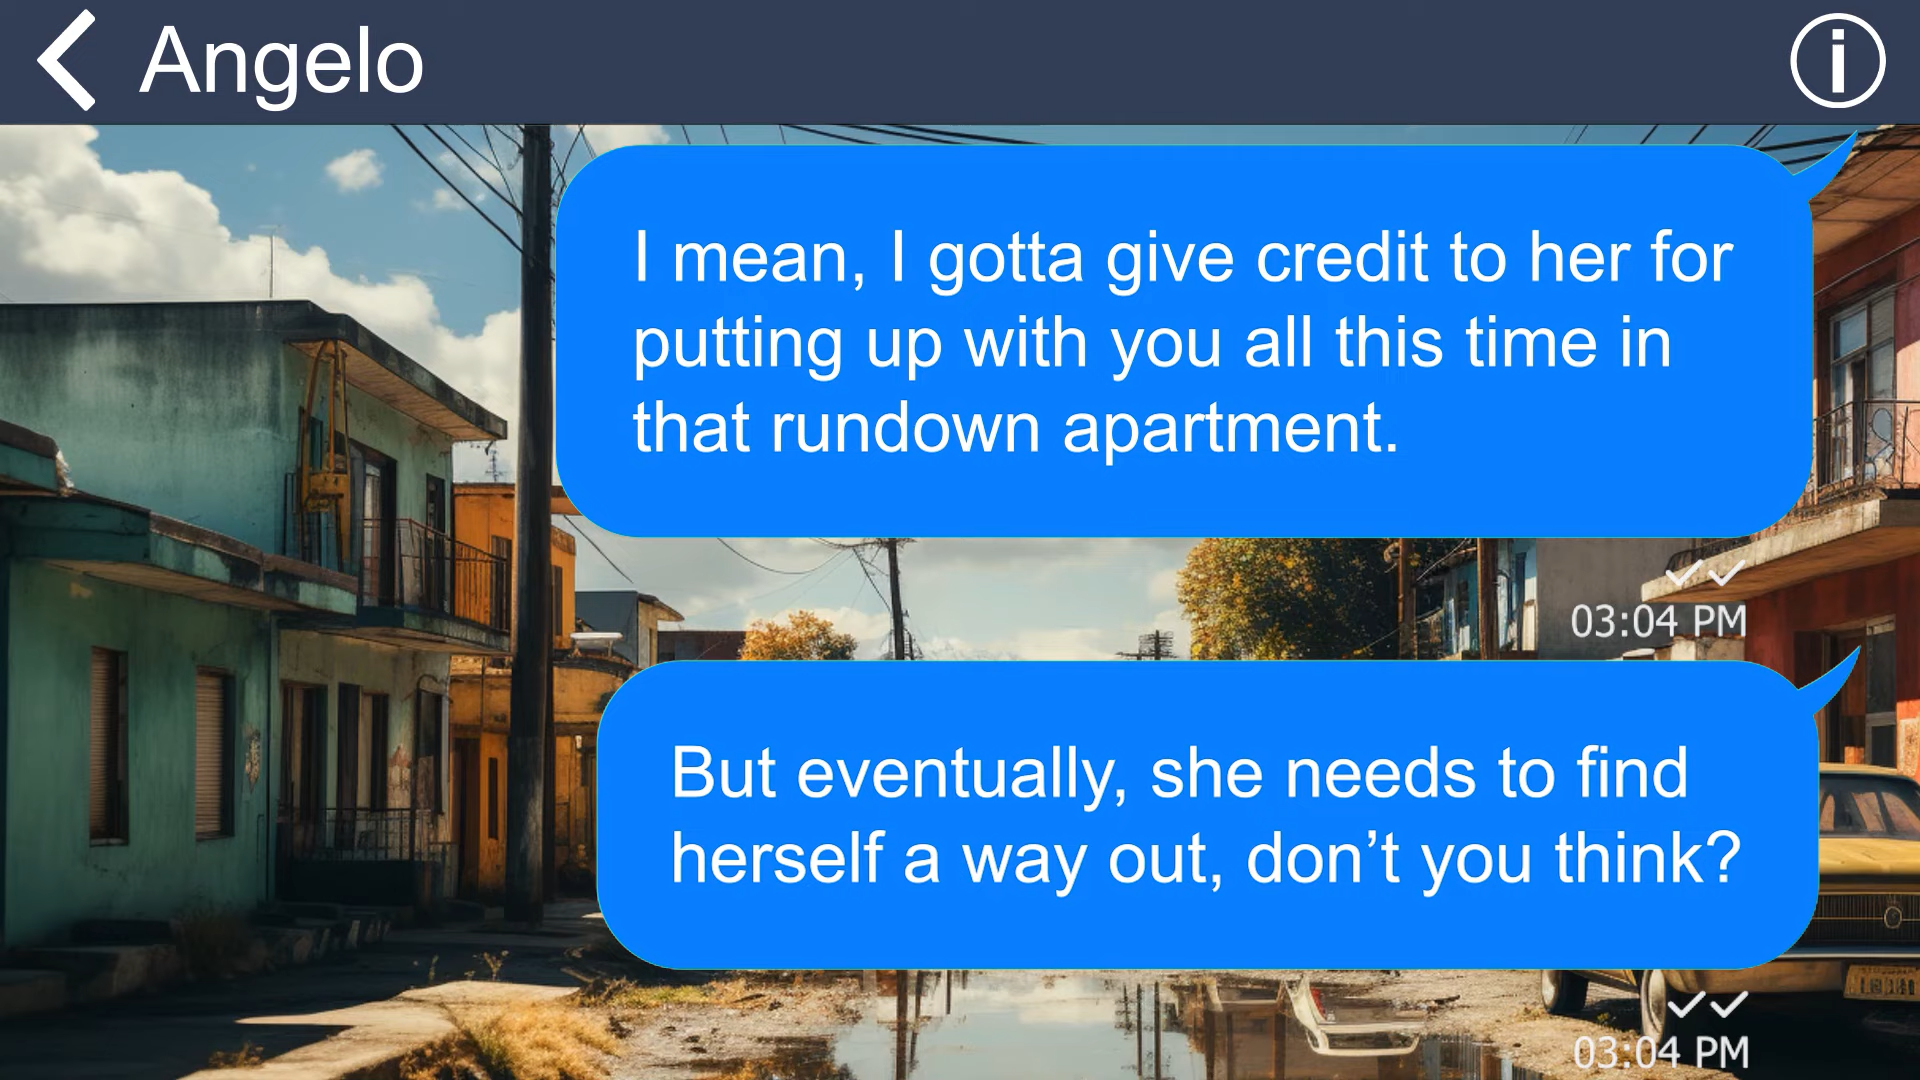 Angelo
I mean, I gotta give credit to her for
putting up with you all this time in
that rundown apartment.
03:04 PM
But eventually, she needs to find
herself a way out, don’t you think?
03:04 PM